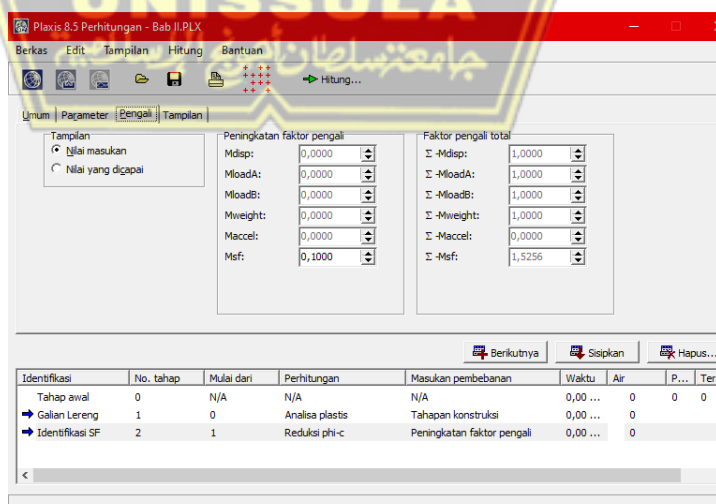 UNISSULA
جامعتنسلطان أجونج الإسلامية
Plaxis 8.5 Perhitungan - Bab II.PLX
Berkas Edit Tampilan Hitung Bantuan
Hitung...
Umum Parameter Pengali Tampilan
Tampilan
Nilai masukan
Nilai yang dicapai
Peningkatan faktor pengali
Mdisp: 0,0000
MloadA: 0,0000
MloadB: 0,0000
Mweight: 0,0000
Maccel: 0,0000
Msf: 0,1000
Faktor pengali total
Σ -Mdisp: 1,0000
Σ -MloadA: 1,0000
Σ -MloadB: 1,0000
Σ -Mweight: 1,0000
Σ -Maccel: 0,0000
Σ -Msf: 1,5256
Berikutnya Sisipkan Hapus...
Identifikasi No. tahap Mulai dari Perhitungan Masukan pembebanan Waktu Air P... Ter
Tahap awal 0 N/A N/A N/A 0,00 ... 0 0 0
Galian Lereng 1 0 Analisa plastis Tahapan konstruksi 0,00 ... 0
Identifikasi SF 2 1 Reduksi phi-c Peningkatan faktor pengali 0,00 ... 0